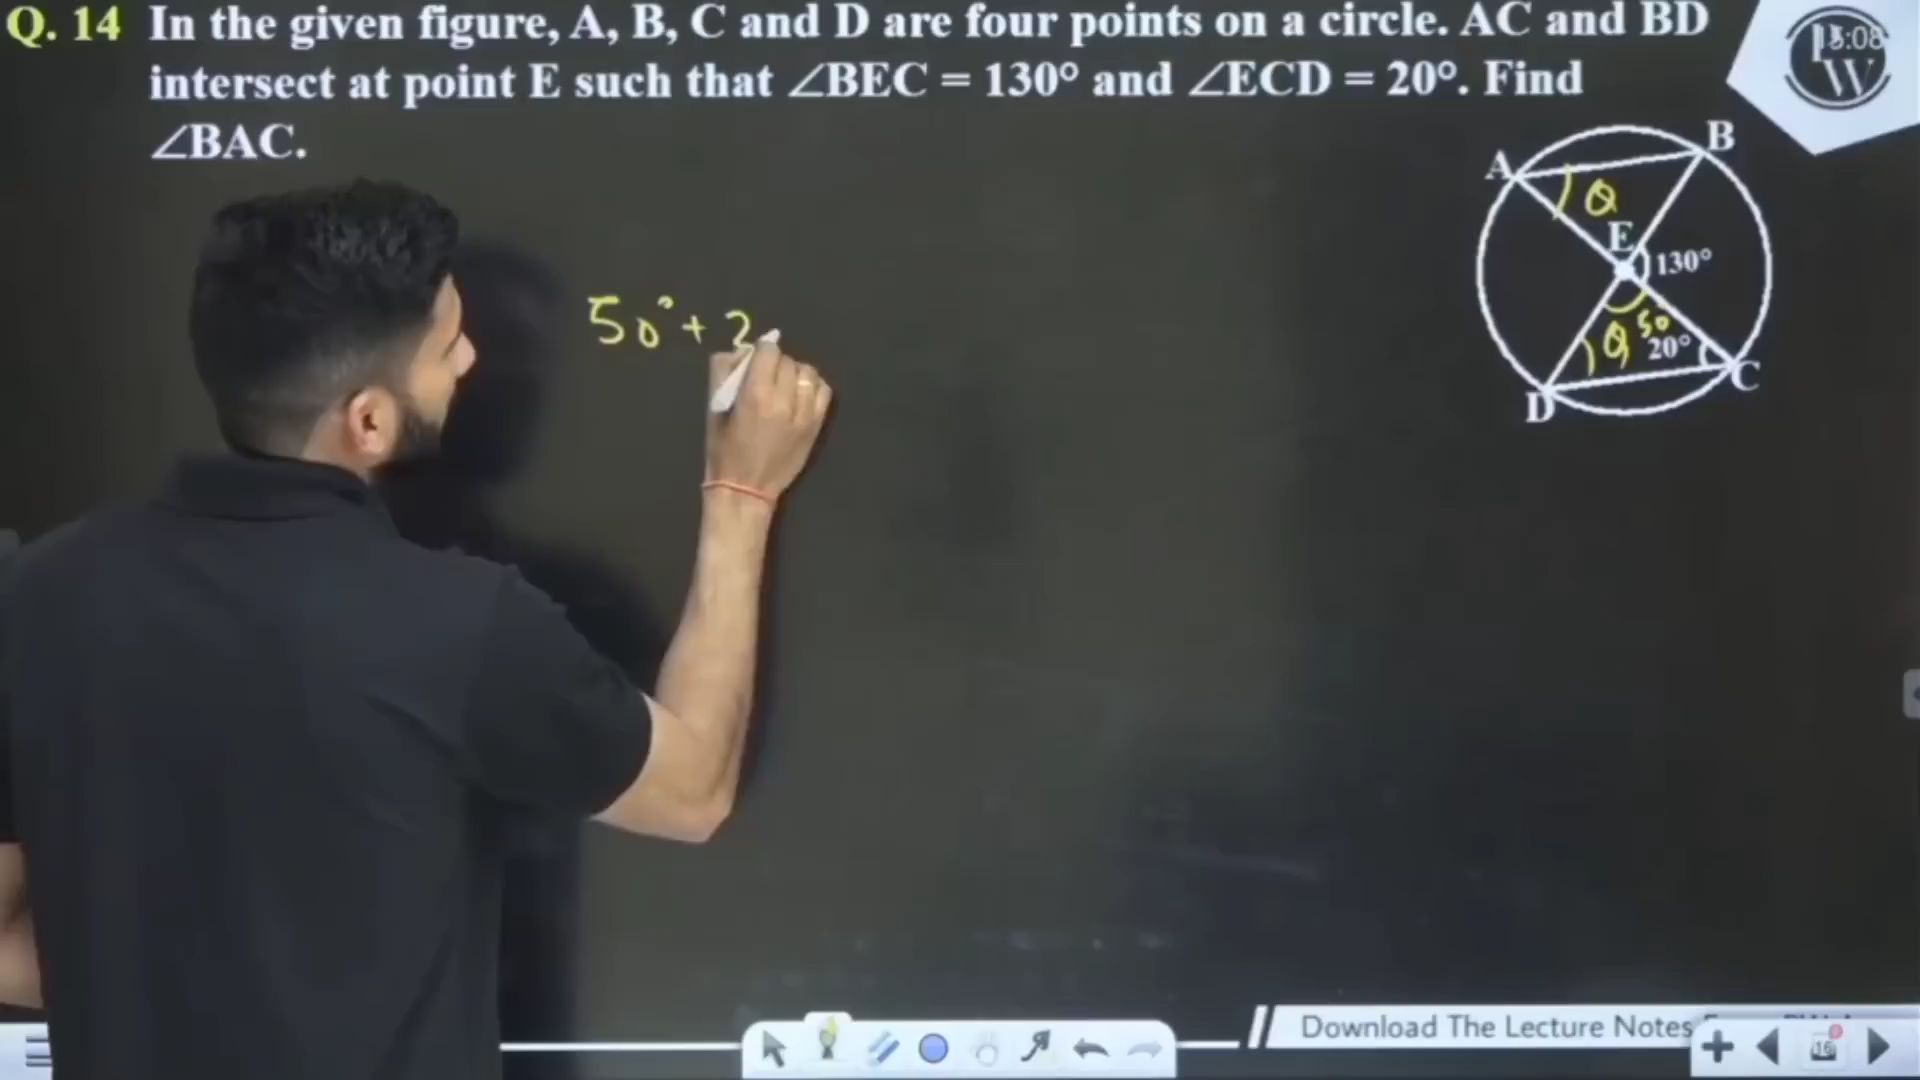 Q. 14 In the given figure, A, B, C and D are four points on a circle. AC and BD
intersect at point E such that ∠BEC = 130° and ∠ECD = 20°. Find
∠BAC.
A
B
θ
E
130°
θ
50
20°
D
C
50° + 2
Download The Lecture Notes
16